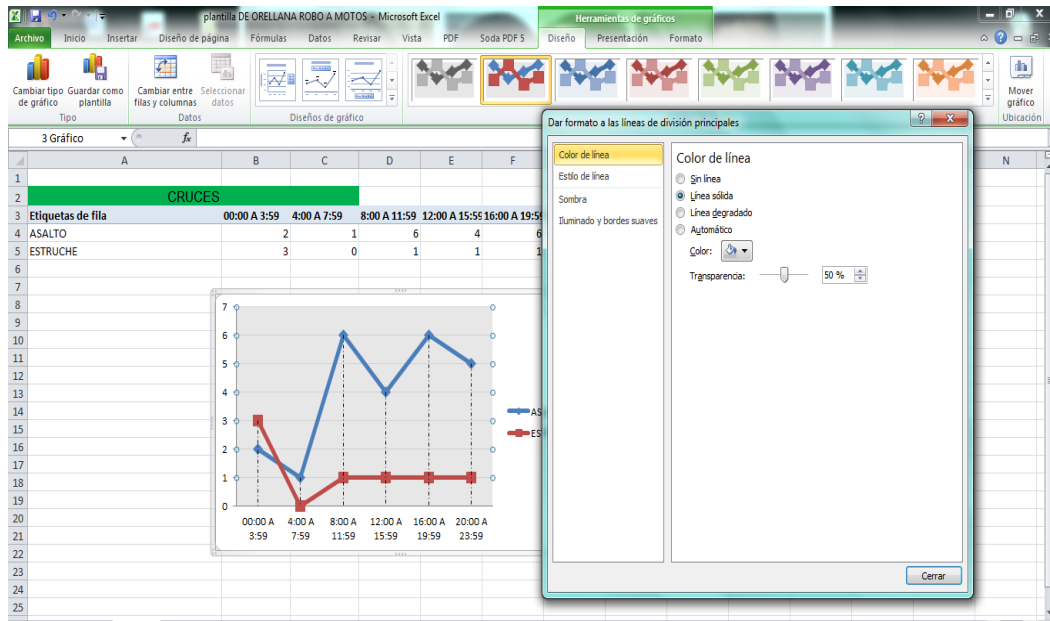 plantilla DE ORELLANA ROBO A MOTOS - Microsoft Excel
Herramientas de gráficos
Archivo Inicio Insertar Diseño de página Fórmulas Datos Revisar Vista PDF Soda PDF 5 Diseño Presentación Formato
Cambiar tipo de gráfico
Guardar como plantilla
Cambiar entre filas y columnas
Seleccionar datos
Mover gráfico
Tipo Datos Diseños de gráfico Ubicación
3 Gráfico fx
A B C D E F N
1
2 CRUCES
3 Etiquetas de fila 00:00 A 3:59 4:00 A 7:59 8:00 A 11:59 12:00 A 15:59 16:00 A 19:59
4 ASALTO 2 1 6 4 6
5 ESTRUCHE 3 0 1 1 1
6
7
8
9
10
11
12
13
14
15
16
17
18
19
20
21
22
23
24
25
7
6
5
4
3
2
1
0
00:00 A 3:59
4:00 A 7:59
8:00 A 11:59
12:00 A 15:59
16:00 A 19:59
20:00 A 23:59
AS
ES
Dar formato a las líneas de división principales
Color de línea
Estilo de línea
Sombra
Iluminado y bordes suaves
Color de línea
Sin línea
Línea sólida
Línea degradado
Automático
Color:
Transparencia: 50 %
Cerrar